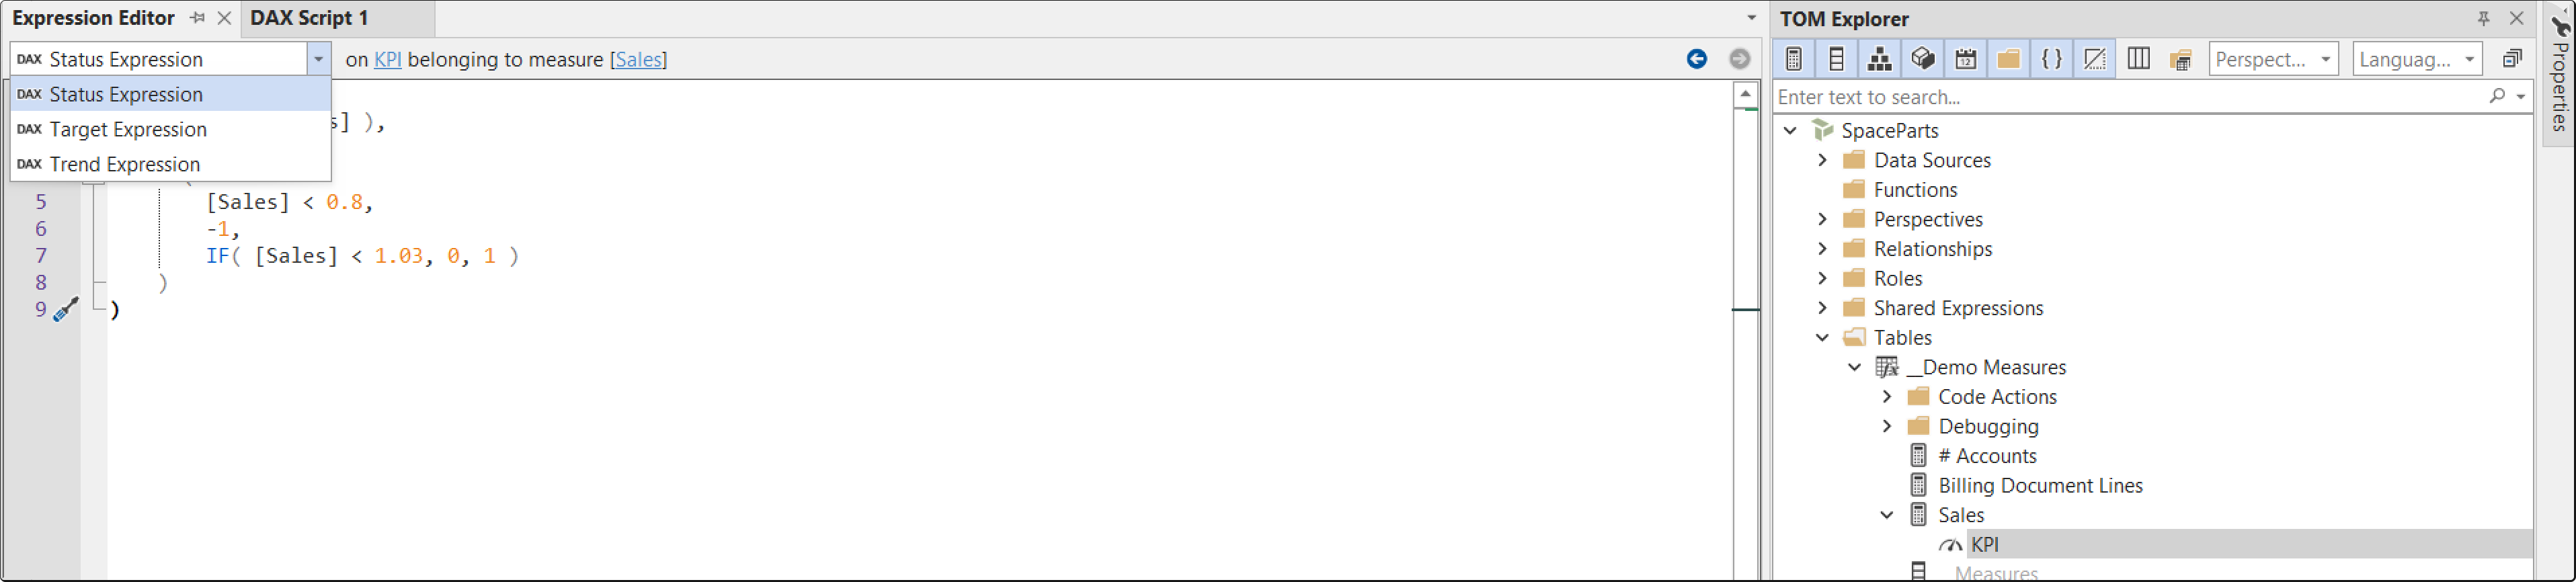 Expression Editor
DAX Script 1
DAX Status Expression
on KPI belonging to measure [Sales]
DAX Status Expression
DAX Target Expression
DAX Trend Expression
s] ),
5 [Sales] < 0.8,
6 -1,
7 IF( [Sales] < 1.03, 0, 1 )
8 )
9 )
TOM Explorer
12
{ }
Perspect...
Languag...
Enter text to search...
SpaceParts
Data Sources
Functions
Perspectives
Relationships
Roles
Shared Expressions
Tables
__Demo Measures
Code Actions
Debugging
# Accounts
Billing Document Lines
Sales
KPI
Measures
Properties